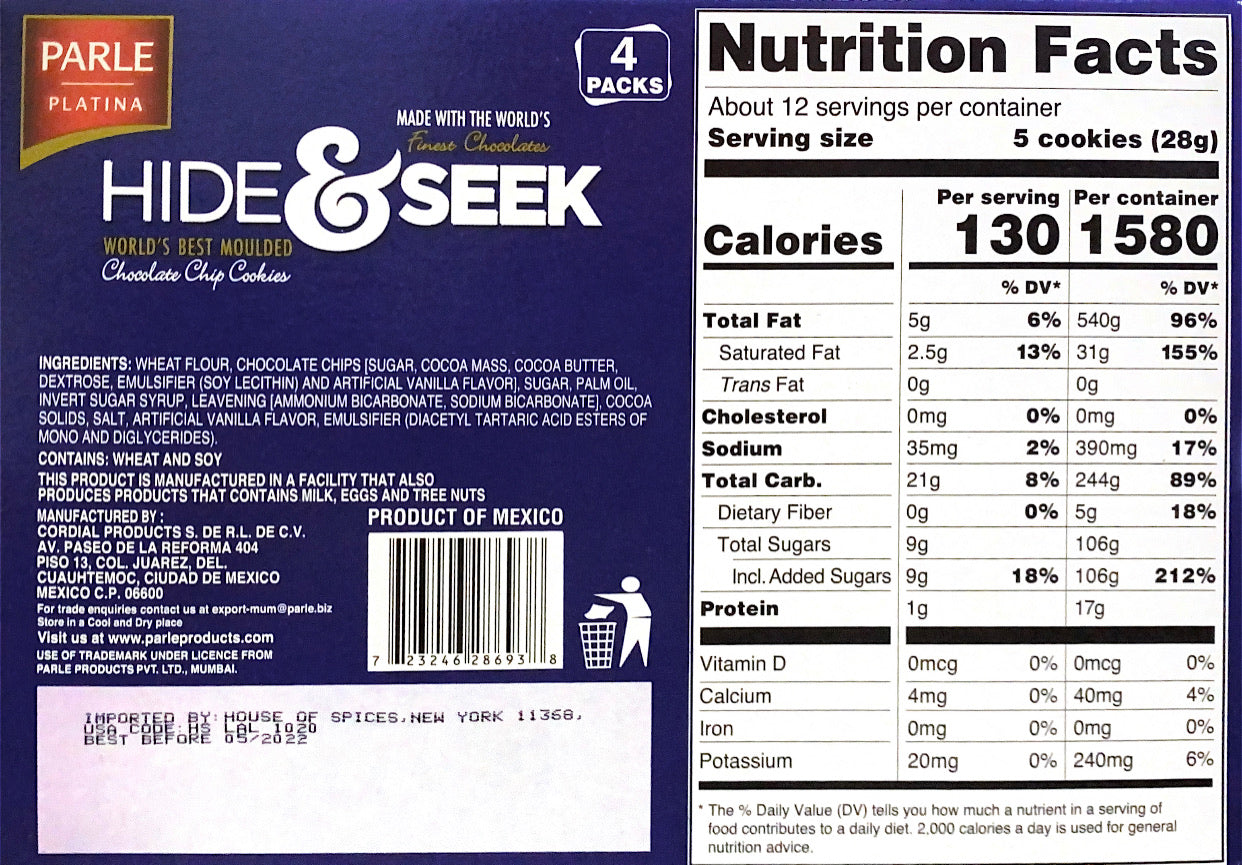 PARLE
PLATINA
4
PACKS
MADE WITH THE WORLD'S
Finest Chocolates
HIDE & SEEK
WORLD'S BEST MOULDED
Chocolate Chip Cookies
INGREDIENTS: WHEAT FLOUR, CHOCOLATE CHIPS [SUGAR, COCOA MASS, COCOA BUTTER,
DEXTROSE, EMULSIFIER (SOY LECITHIN) AND ARTIFICIAL VANILLA FLAVOR], SUGAR, PALM OIL,
INVERT SUGAR SYRUP, LEAVENING [AMMONIUM BICARBONATE, SODIUM BICARBONATE], COCOA
SOLIDS, SALT, ARTIFICIAL VANILLA FLAVOR, EMULSIFIER (DIACETYL TARTARIC ACID ESTERS OF
MONO AND DIGLYCERIDES).
CONTAINS: WHEAT AND SOY
THIS PRODUCT IS MANUFACTURED IN A FACILITY THAT ALSO
PRODUCES PRODUCTS THAT CONTAINS MILK, EGGS AND TREE NUTS
MANUFACTURED BY :
CORDIAL PRODUCTS S. DE R.L. DE C.V.
AV. PASEO DE LA REFORMA 404
PISO 13, COL. JUAREZ, DEL.
CUAUHTEMOC, CIUDAD DE MEXICO
MEXICO C.P. 06600
For trade enquiries contact us at export-mum@parle.biz
Store in a Cool and Dry place
Visit us at www.parleproducts.com
USE OF TRADEMARK UNDER LICENCE FROM
PARLE PRODUCTS PVT. LTD., MUMBAI.
PRODUCT OF MEXICO
7 23246 28693 8
IMPORTED BY: HOUSE OF SPICES, NEW YORK 11368,
USA CODE: HS LAL 1020
BEST BEFORE 05/2022
Nutrition Facts
About 12 servings per container
Serving size 5 cookies (28g)
Per serving Per container
Calories 130 1580
% DV* % DV*
Total Fat 5g 6% 540g 96%
Saturated Fat 2.5g 13% 31g 155%
Trans Fat 0g 0g
Cholesterol 0mg 0% 0mg 0%
Sodium 35mg 2% 390mg 17%
Total Carb. 21g 8% 244g 89%
Dietary Fiber 0g 0% 5g 18%
Total Sugars 9g 106g
Incl. Added Sugars 9g 18% 106g 212%
Protein 1g 17g
Vitamin D 0mcg 0% 0mcg 0%
Calcium 4mg 0% 40mg 4%
Iron 0mg 0% 0mg 0%
Potassium 20mg 0% 240mg 6%
* The % Daily Value (DV) tells you how much a nutrient in a serving of
food contributes to a daily diet. 2,000 calories a day is used for general
nutrition advice.